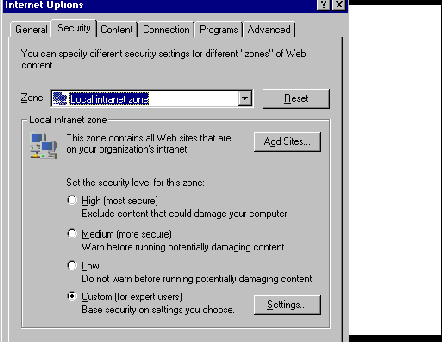 Internet Options
General Security Content Connection Programs Advanced
You can specify different security settings for different "zones" of Web
content.
Zone: Local intranet zone Reset
Local intranet zone
This zone contains all Web sites that are
on your organization's intranet. Add Sites...
Set the security level for this zone:
High (most secure)
Exclude content that could damage your computer
Medium (more secure)
Warn before running potentially damaging content
Low
Do not warn before running potentially damaging content
Custom (for expert users)
Base security on settings you choose. Settings...